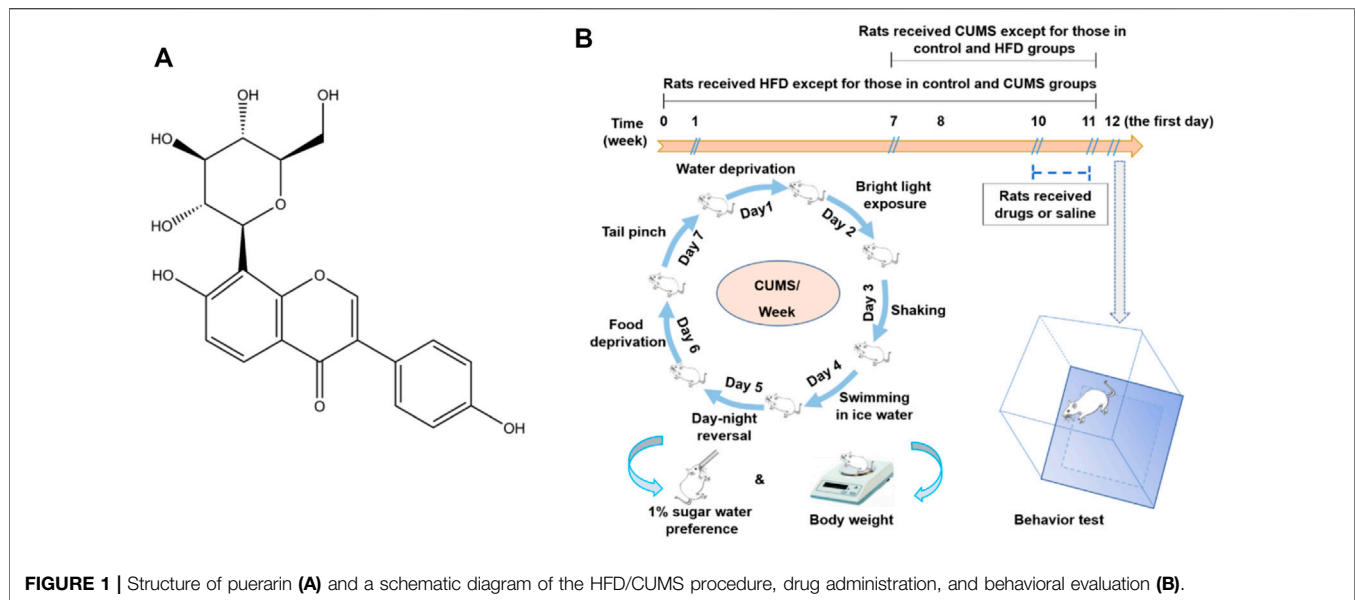 A
OH
OH
HO
HO
O
HO
O
O
OH
B
Rats received CUMS except for those in
control and HFD groups
Rats received HFD except for those in control and CUMS groups
Time
(week)
0 1 7 8 10 11 12 (the first day)
Rats received
drugs or saline
Water deprivation
Day1
Bright light
exposure
Day 2
Day 3
Shaking
Day 4
Swimming
in ice water
Day 5
Day-night
reversal
Day 6
Food
deprivation
Day 7
Tail pinch
CUMS/
Week
1% sugar water
preference
&
Body weight
Behavior test
FIGURE 1 | Structure of puerarin (A) and a schematic diagram of the HFD/CUMS procedure, drug administration, and behavioral evaluation (B).